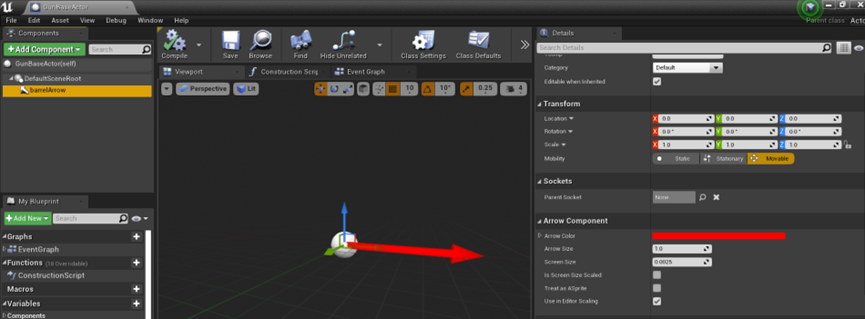 GunBaseActor
Parent class:
File Edit Asset View Debug Window Help
Components
Add Component Search
GunBaseActor(self)
DefaultSceneRoot
barrelArrow
My Blueprint
Add New Search
Graphs
EventGraph
Functions (18 Overridable)
ConstructionScript
Macros
Variables
Components
Compile Save Browse Find Hide Unrelated Class Settings Class Defaults
Viewport Construction Scrip Event Graph
Perspective Lit 10 10° 0.25 4
Details
Search Details
Category Default
Editable when Inherited
Transform
Location X 0.0 Y 0.0 Z 0.0
Rotation X 0.0° Y 0.0° Z 0.0°
Scale X 1.0 Y 1.0 Z 1.0
Mobility Static Stationary Movable
Sockets
Parent Socket None
Arrow Component
Arrow Color
Arrow Size 1.0
Screen Size 0.0025
Is Screen Size Scaled
Treat as ASprite
Use in Editor Scaling